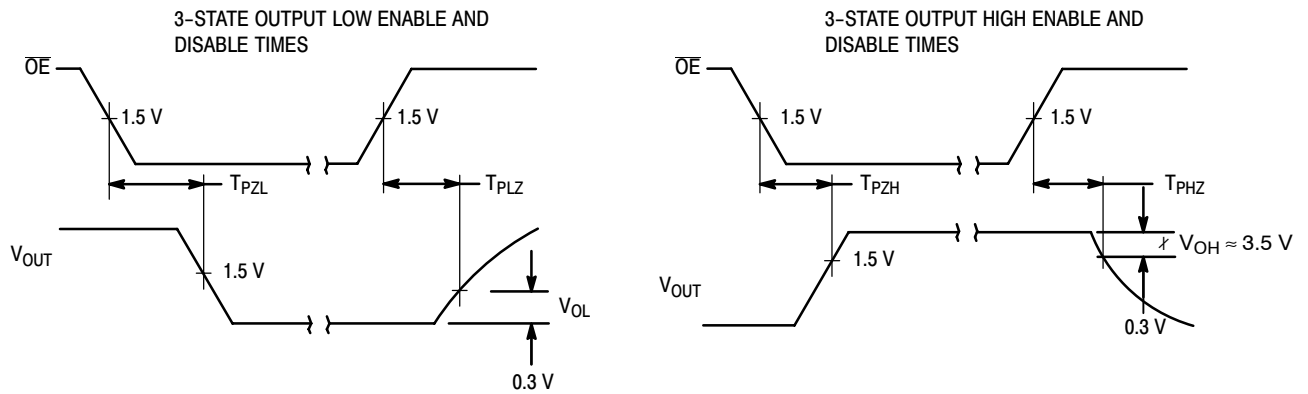 3-STATE OUTPUT LOW ENABLE AND
DISABLE TIMES
OE
1.5 V
1.5 V
TPZL
TPLZ
VOUT
1.5 V
VOL
0.3 V
3-STATE OUTPUT HIGH ENABLE AND
DISABLE TIMES
OE
1.5 V
1.5 V
TPZH
TPHZ
VOH ≈ 3.5 V
1.5 V
VOUT
0.3 V